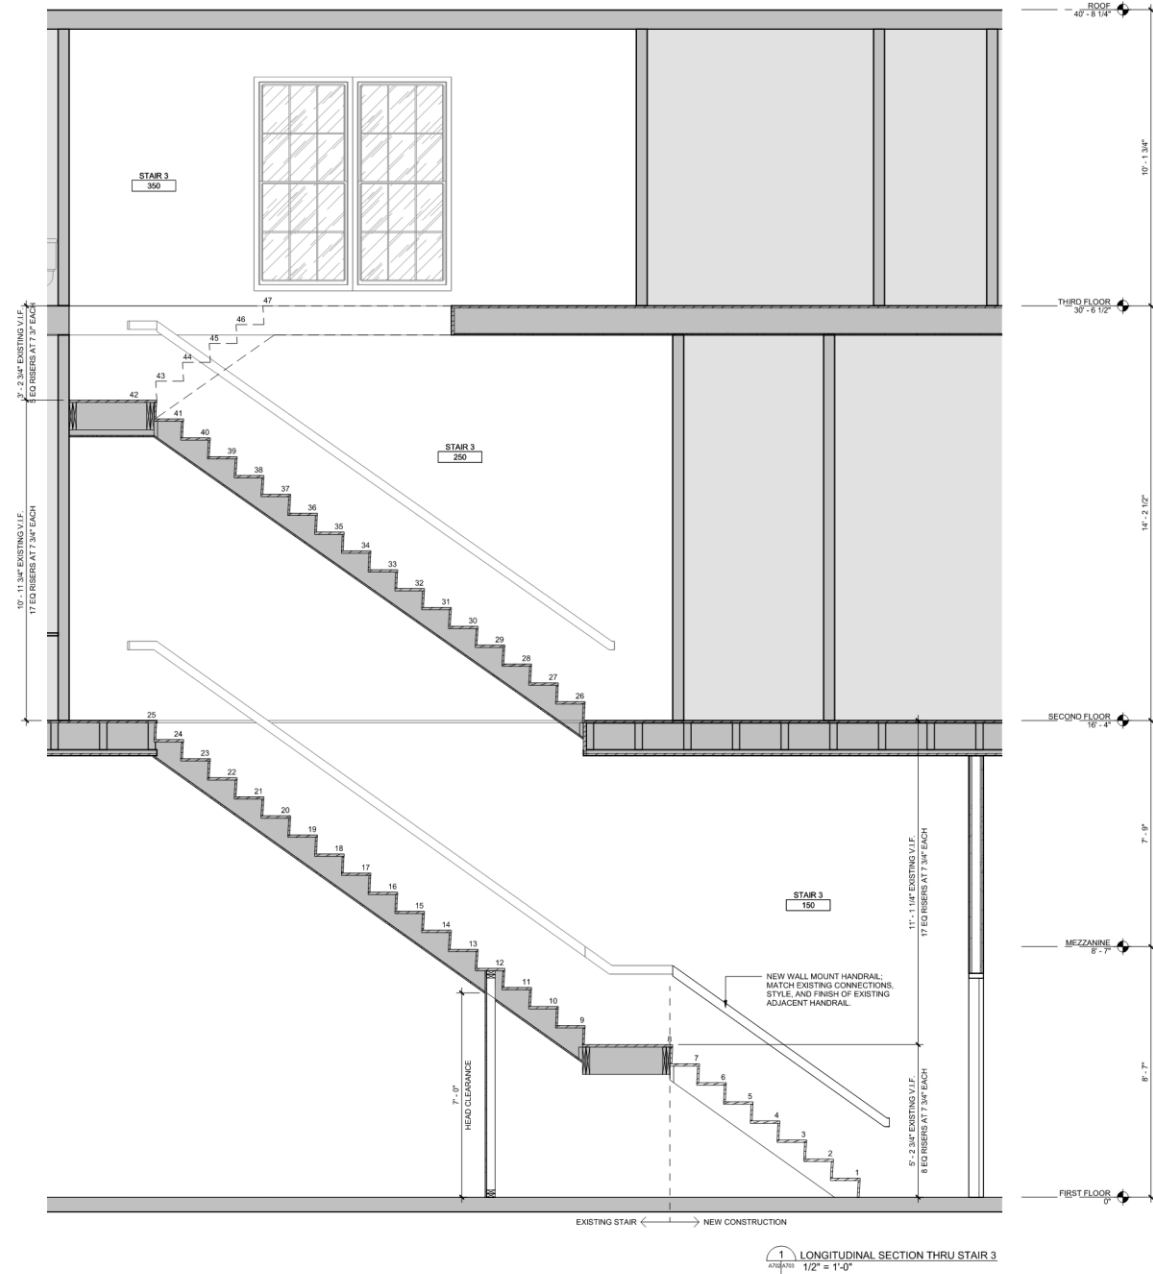 ROOF
40' - 8 1/4"
10' - 1 3/4"
STAIR 3
350
47
THIRD FLOOR
30' - 6 1/2"
46
45
44
43
42
3' - 2 3/4" EXISTING V.I.F.
41
40
39
38
37
36
35
34
33
32
31
30
29
28
27
26
STAIR 3
250
14' - 2 1/2"
10' - 11 3/4" EXISTING V.I.F.
17 EQ RISERS AT 7 3/4" EACH
SECOND FLOOR
16' - 4"
25
24
23
22
21
20
19
18
17
16
15
14
13
12
11
10
9
8
7
6
5
4
3
2
1
7' - 9"
11' - 1 1/4" EXISTING V.I.F.
17 EQ RISERS AT 7 3/4" EACH
STAIR 3
150
MEZZANINE
8' - 7"
NEW WALL MOUNT HANDRAIL;
MATCH EXISTING CONNECTIONS,
STYLE, AND FINISH OF EXISTING
ADJACENT HANDRAIL.
7' - 0"
HEAD CLEARANCE
5' - 2 3/4" EXISTING V.I.F.
8 EQ RISERS AT 7 3/4" EACH
8' - 7"
FIRST FLOOR
0"
EXISTING STAIR
NEW CONSTRUCTION
1
LONGITUDINAL SECTION THRU STAIR 3
1/2" = 1'-0"